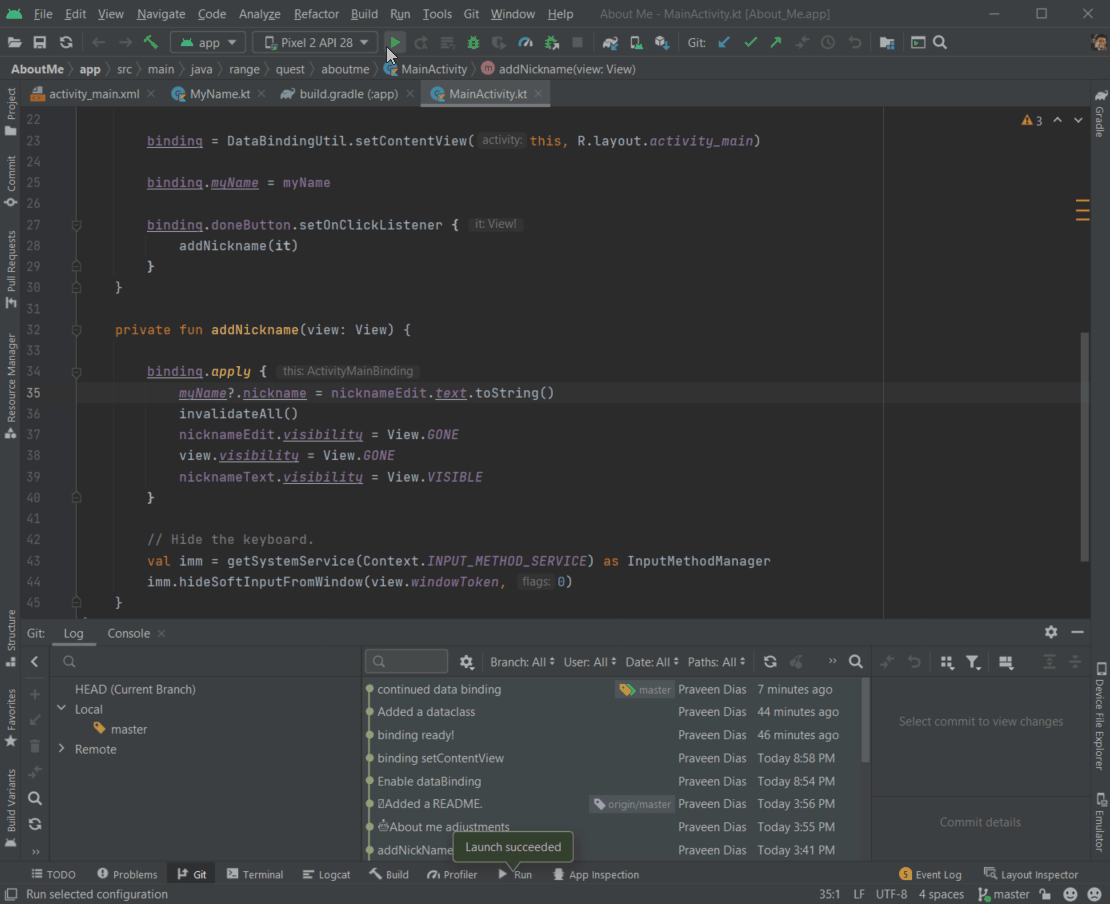 File Edit View Navigate Code Analyze Refactor Build Run Tools Git Window Help About Me - MainActivity.kt [About_Me.app]
app Pixel 2 API 28 Git:
AboutMe app src main java range quest aboutme MainActivity m addNickname(view: View)
activity_main.xml MyName.kt build.gradle (:app) MainActivity.kt
Project
Commit
Pull Requests
Resource Manager
Structure
Favorites
Build Variants
22
23 binding = DataBindingUtil.setContentView( activity: this, R.layout.activity_main)
24
25 binding.myName = myName
26
27 binding.doneButton.setOnClickListener { it: View!
28 addNickname(it)
29 }
30 }
31
32 private fun addNickname(view: View) {
33
34 binding.apply { this: ActivityMainBinding
35 myName?.nickname = nicknameEdit.text.toString()
36 invalidateAll()
37 nicknameEdit.visibility = View.GONE
38 view.visibility = View.GONE
39 nicknameText.visibility = View.VISIBLE
40 }
41
42 // Hide the keyboard.
43 val imm = getSystemService(Context.INPUT_METHOD_SERVICE) as InputMethodManager
44 imm.hideSoftInputFromWindow(view.windowToken, flags: 0)
45 }
3
Gradle
Device File Explorer
Emulator
Git: Log Console
HEAD (Current Branch)
Local
master
Remote
Branch: All User: All Date: All Paths: All
continued data binding master Praveen Dias 7 minutes ago
Added a dataclass Praveen Dias 44 minutes ago
binding ready! Praveen Dias 46 minutes ago
binding setContentView Praveen Dias Today 8:58 PM
Enable dataBinding Praveen Dias Today 8:54 PM
Added a README. origin/master Praveen Dias Today 3:56 PM
About me adjustments Praveen Dias Today 3:55 PM
addNickName Praveen Dias Today 3:41 PM
Select commit to view changes
Commit details
Launch succeeded
TODO Problems Git Terminal Logcat Build Profiler Run App Inspection 5 Event Log Layout Inspector
Run selected configuration 35:1 LF UTF-8 4 spaces master